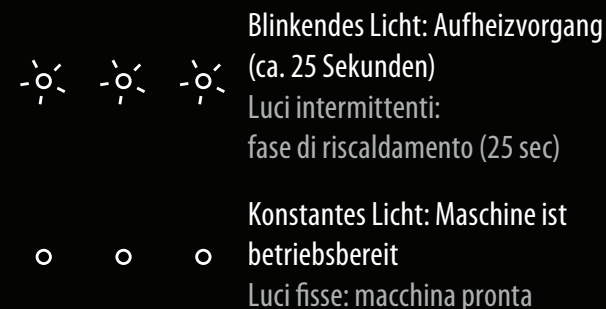 Blinkendes Licht: Aufheizvorgang
(ca. 25 Sekunden)
Luci intermittenti:
fase di riscaldamento (25 sec)
Konstantes Licht: Maschine ist
betriebsbereit
Luci fisse: macchina pronta